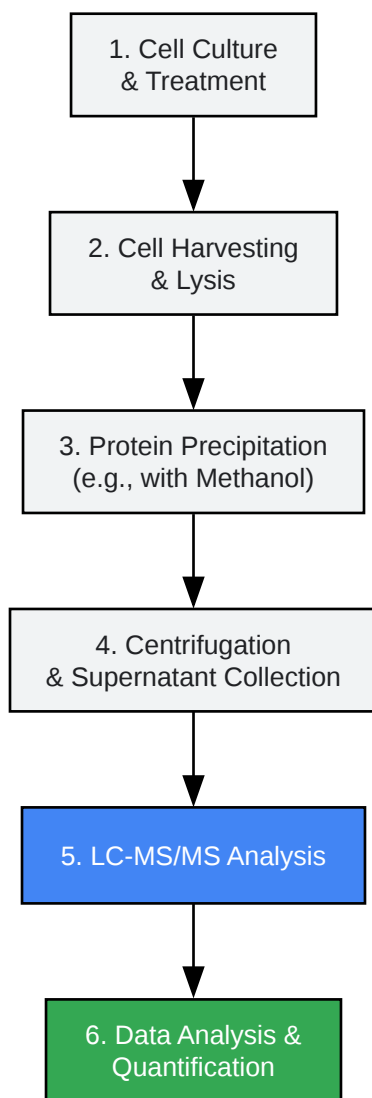 1. Cell Culture
& Treatment
2. Cell Harvesting
& Lysis
3. Protein Precipitation
(e.g., with Methanol)
4. Centrifugation
& Supernatant Collection
5. LC-MS/MS Analysis
6. Data Analysis &
Quantification